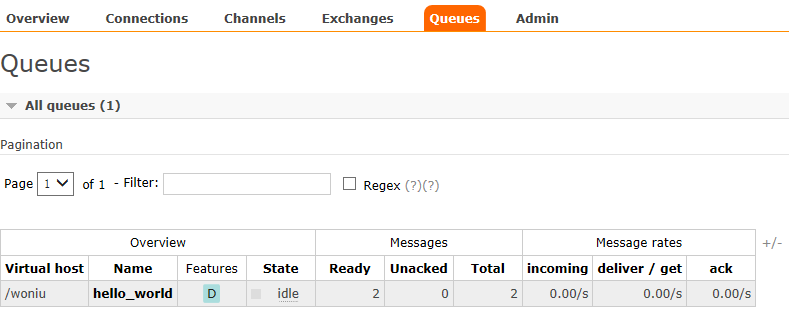 Overview Connections Channels Exchanges Queues Admin
Queues
All queues (1)
Pagination
Page 1 of 1 - Filter: Regex (?)(?)
Overview Messages Message rates +/-
Virtual host Name Features State Ready Unacked Total incoming deliver / get ack
/woniu hello_world D idle 2 0 2 0.00/s 0.00/s 0.00/s